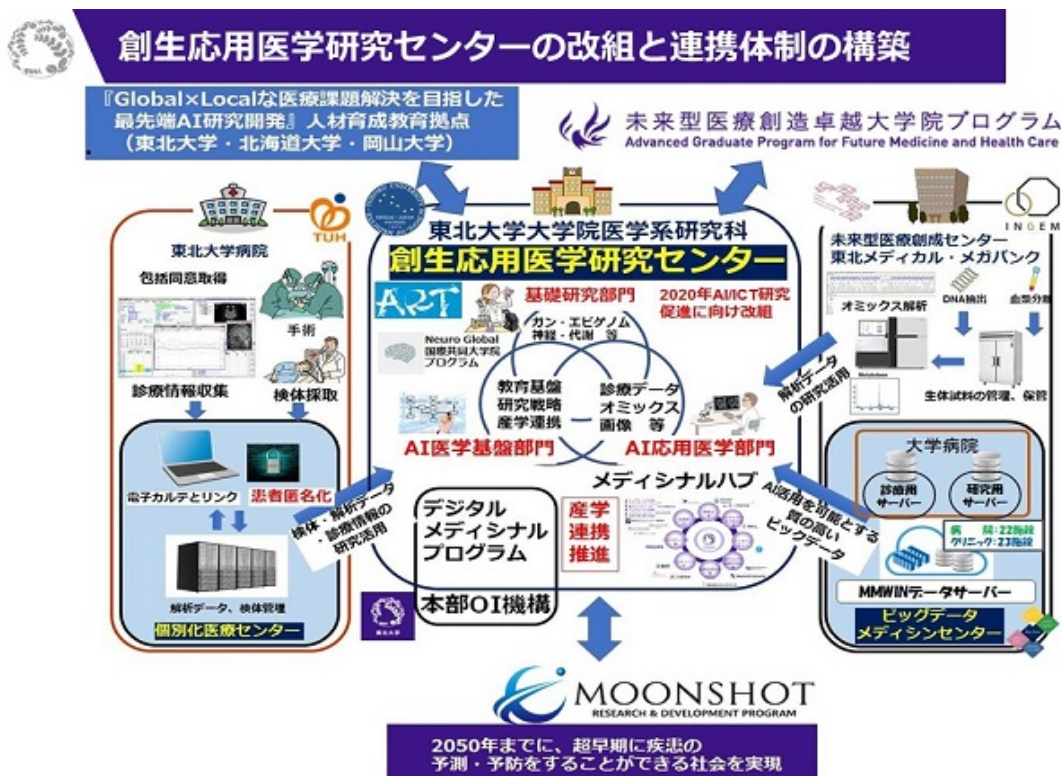 創生応用医学研究センターの改組と連携体制の構築
『Global×Localな医療課題解決を目指した
最先端AI研究開発』人材育成教育拠点
（東北大学・北海道大学・岡山大学）
未来型医療創造卓越大学院プログラム
Advanced Graduate Program for Future Medicine and Health Care
TUH
東北大学病院
包括同意取得
手術
診療情報収集
検体採取
電子カルテとリンク
患者匿名化
解析データ、検体管理
個別化医療センター
検体・解析データ
・診療情報の
研究活用
東北大学大学院医学系研究科
創生応用医学研究センター
ART
基礎研究部門
2020年AI/ICT研究
促進に向け改組
Neuro Global
国際共同大学院
プログラム
ガン・エピゲノム
神経・代謝 等
教育基盤
研究戦略
産学連携
診療データ
オミックス
画像 等
AI医学基盤部門
AI応用医学部門
メディシナルハブ
デジタル
メディシナル
プログラム
産学
連携
推進
本部OI機構
東北大学
INGEM
未来型医療創成センター
東北メディカル・メガバンク
オミックス解析
DNA抽出
血型分離
生体試料の管理、保管
解析データ
の研究活用
大学病院
診療用
サーバー
研究用
サーバー
病 院:22施設
クリニック:23施設
MMWINデータサーバー
ビッグデータ
メディシンセンター
AI活用を可能とする
質の高い
ビックデータ
MOONSHOT
RESEARCH & DEVELOPMENT PROGRAM
2050年までに、超早期に疾患の
予測・予防をすることができる社会を実現